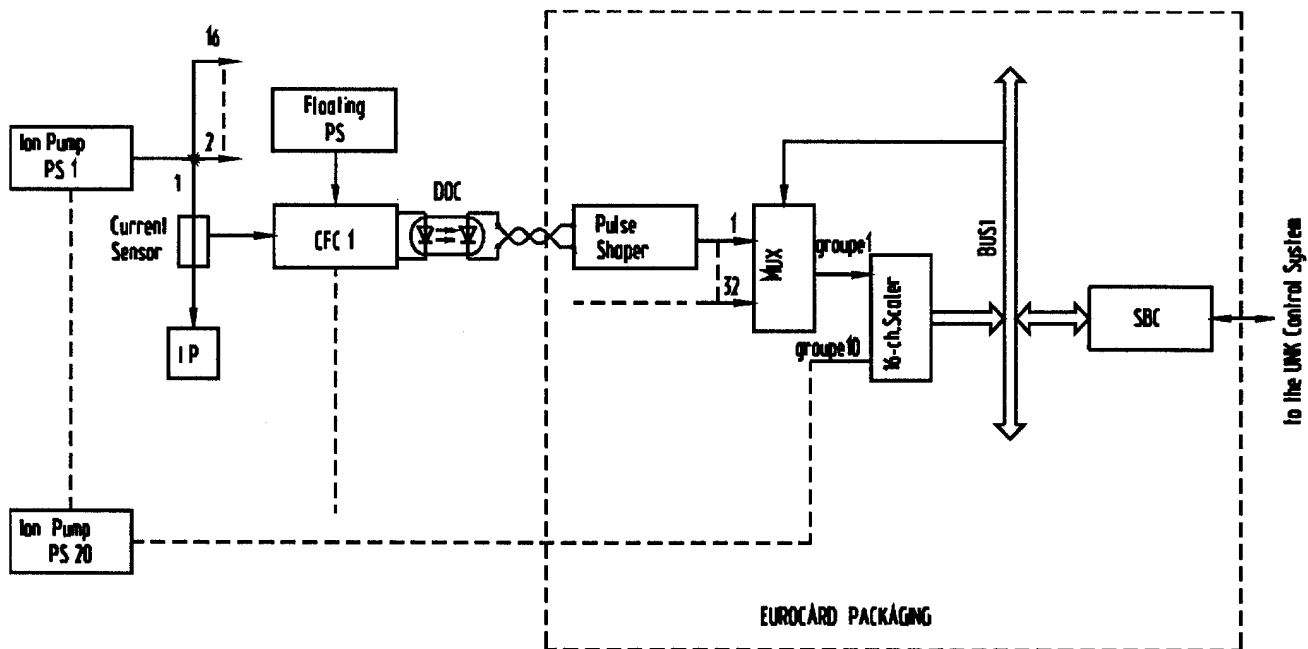 16
Floating
PS
Ion Pump
PS 1
2
1
DOC
Current
Sensor
CFC 1
Pulse
Shaper
1
32
MUX
groupe1
groupe10
16-ch,Scaler
BUS1
SBC
to the UNK Control System
I P
Ion Pump
PS 20
EUROCARD PACKAGING